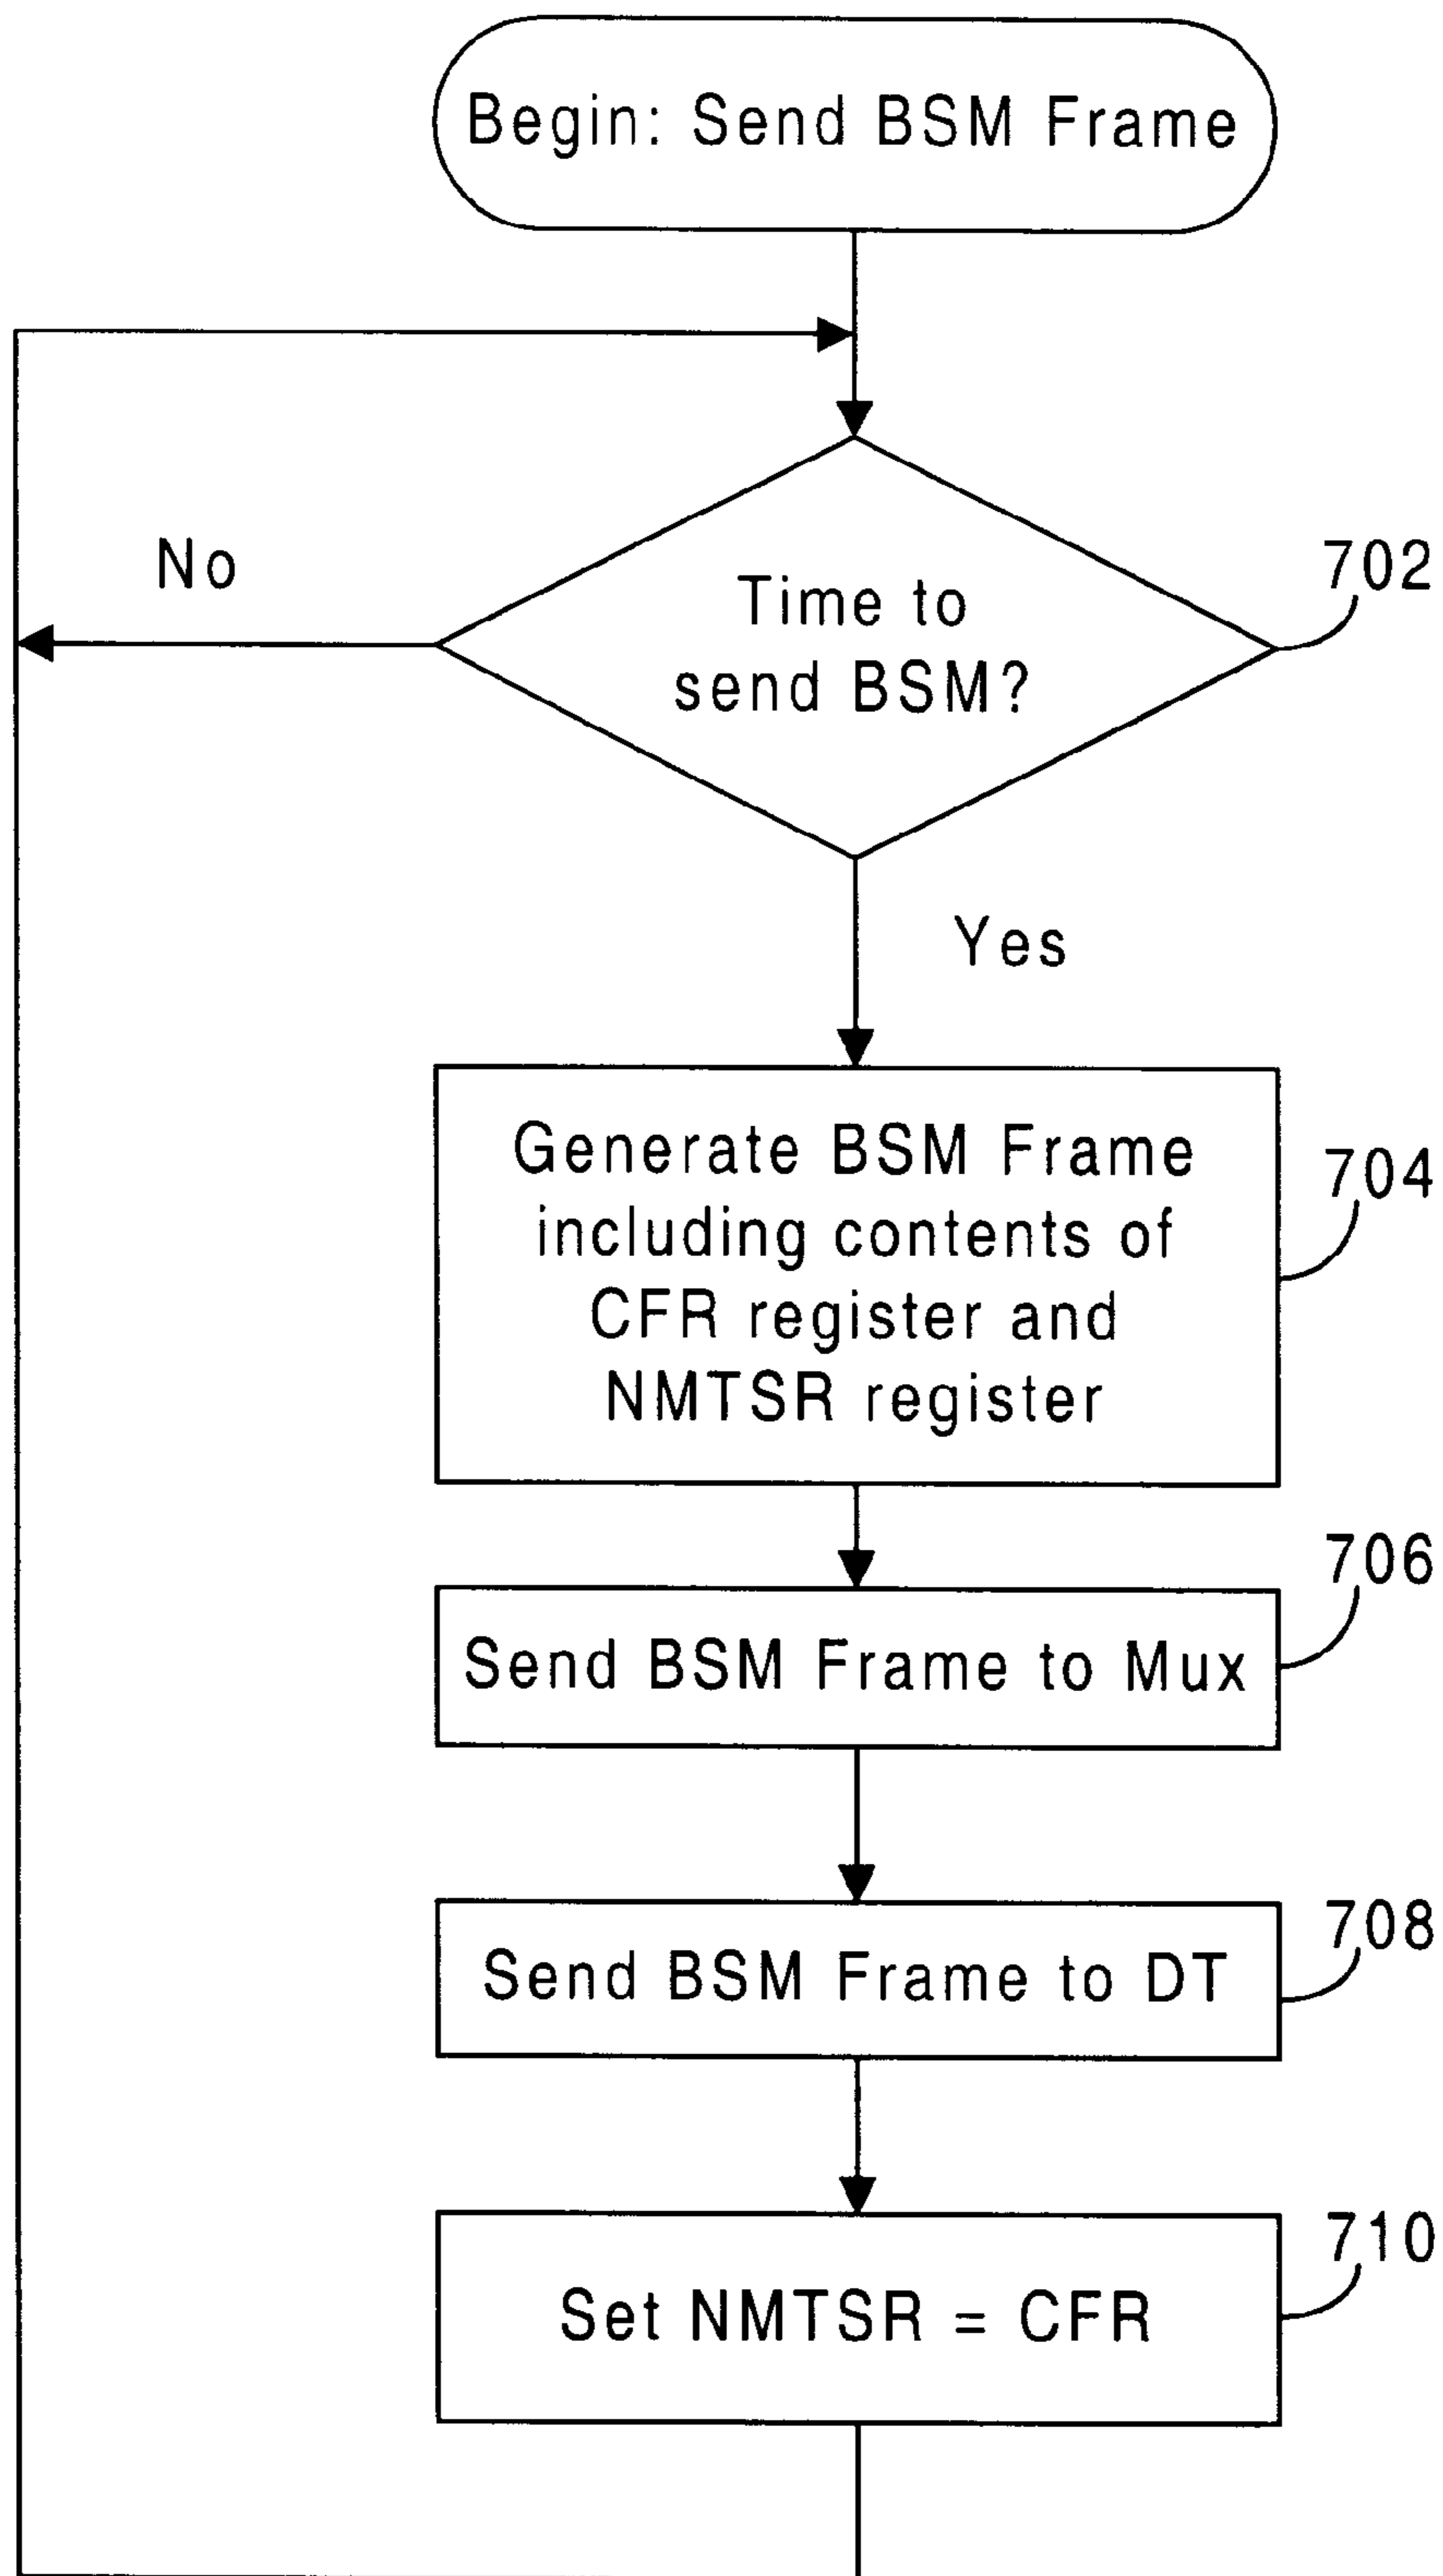 Begin: Send BSM Frame
No
Time to
send BSM?
702
Yes
Generate BSM Frame
including contents of
CFR register and
NMTSR register
704
706
Send BSM Frame to Mux
708
Send BSM Frame to DT
710
Set NMTSR = CFR